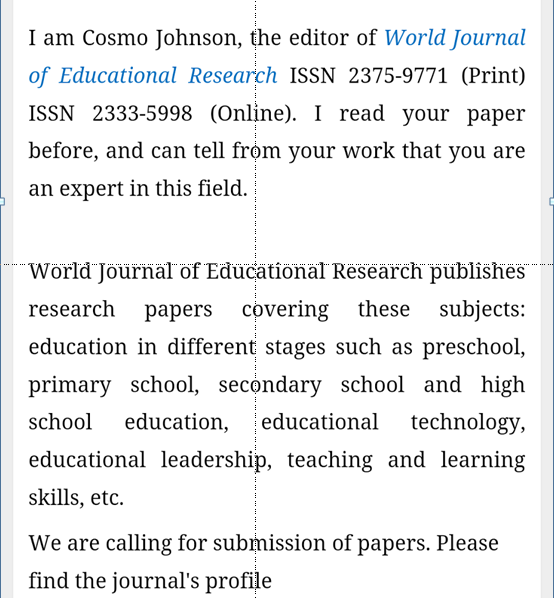 I am Cosmo Johnson, the editor of World Journal
of Educational Research ISSN 2375-9771 (Print)
ISSN 2333-5998 (Online). I read your paper
before, and can tell from your work that you are
an expert in this field.
World Journal of Educational Research publishes
research papers covering these subjects:
education in different stages such as preschool,
primary school, secondary school and high
school education, educational technology,
educational leadership, teaching and learning
skills, etc.
We are calling for submission of papers. Please
find the journal's profile